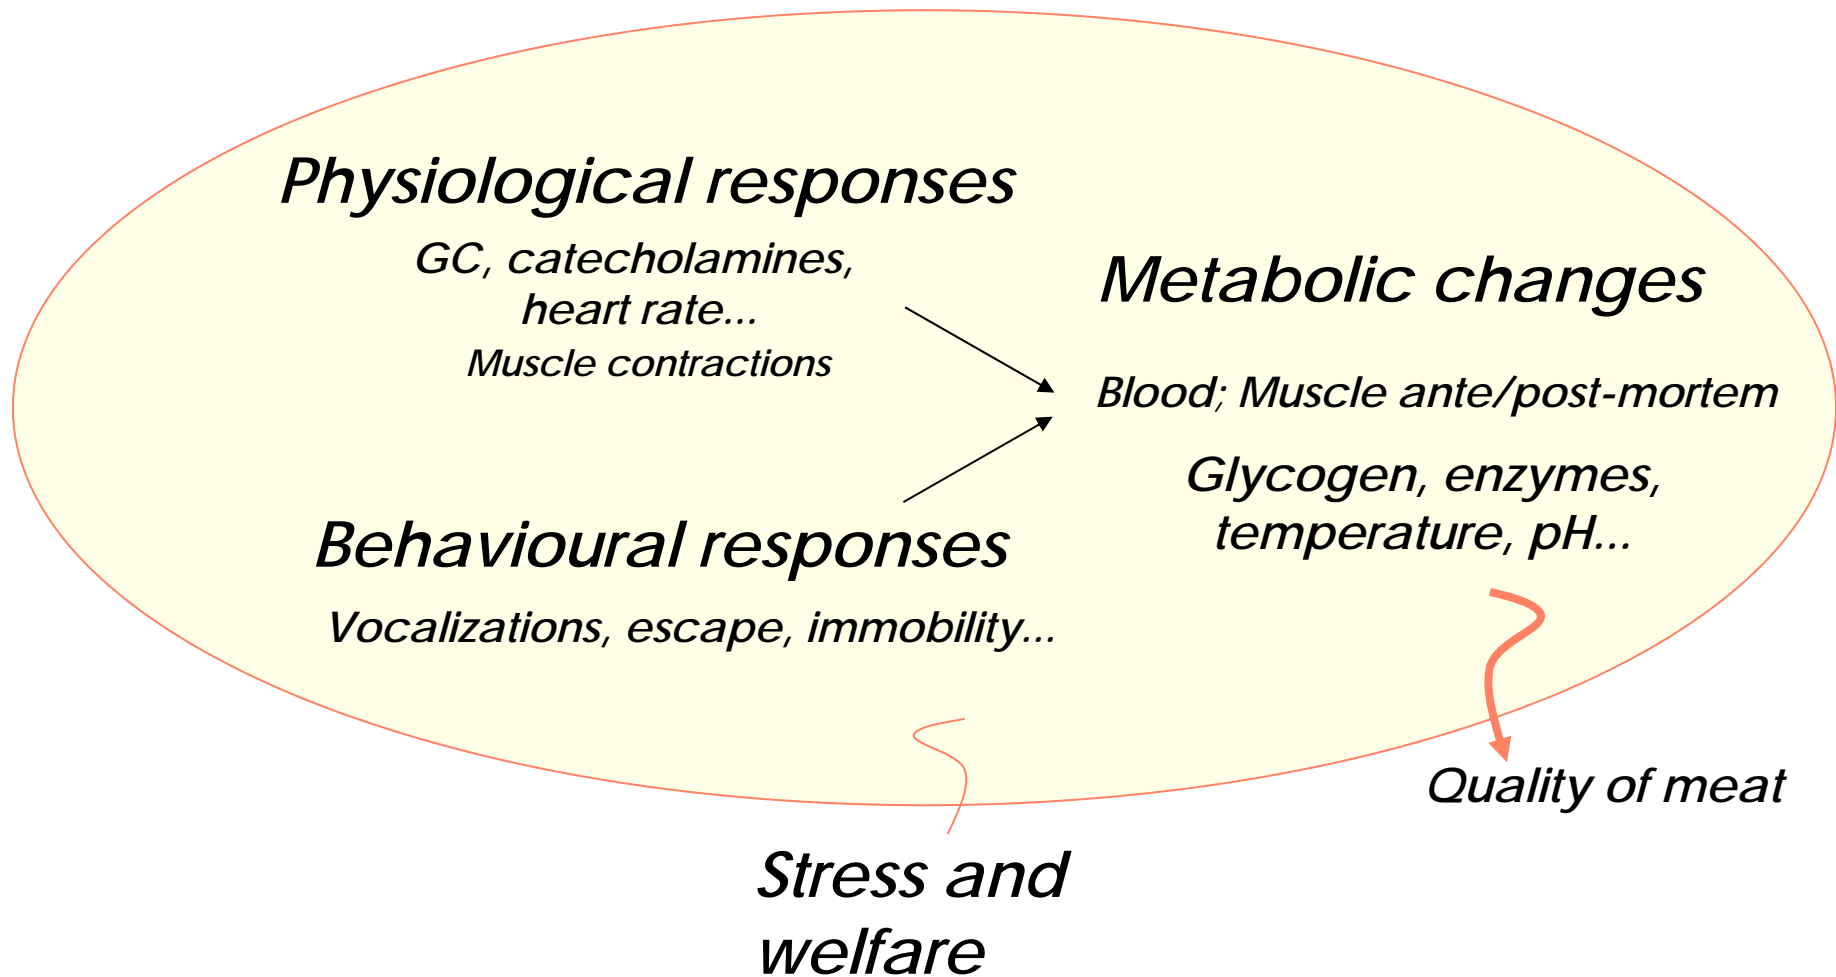 Physiological responses
GC, catecholamines,
heart rate...
Muscle contractions
Metabolic changes
Blood; Muscle ante/post-mortem
Glycogen, enzymes,
temperature, pH...
Behavioural responses
Vocalizations, escape, immobility...
Quality of meat
Stress and
welfare